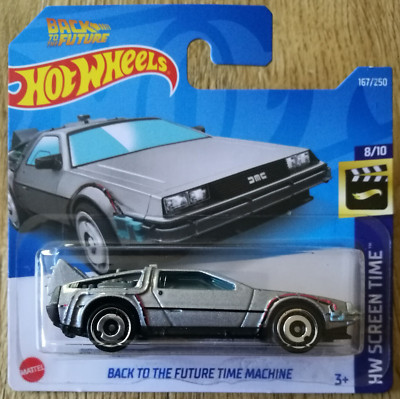 BACK TO THE FUTURE
HOT WHEELS
167/250
8/10
DMC
HW SCREEN TIME™
MATTEL
BACK TO THE FUTURE TIME MACHINE
3+